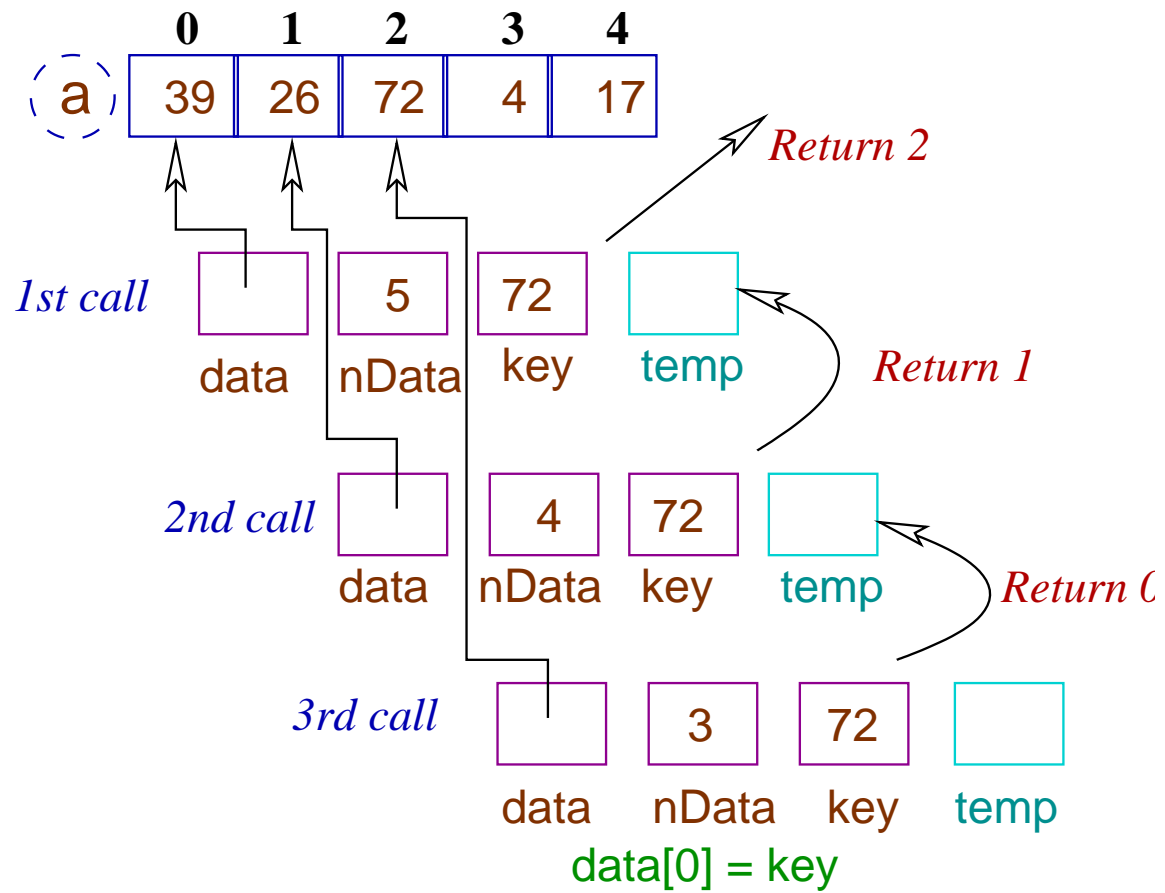 0 1 2 3 4
a 39 26 72 4 17
Return 2
1st call 5 72
data nData key temp
Return 1
2nd call 4 72
data nData key temp
Return 0
3rd call 3 72
data nData key temp
data[0] = key